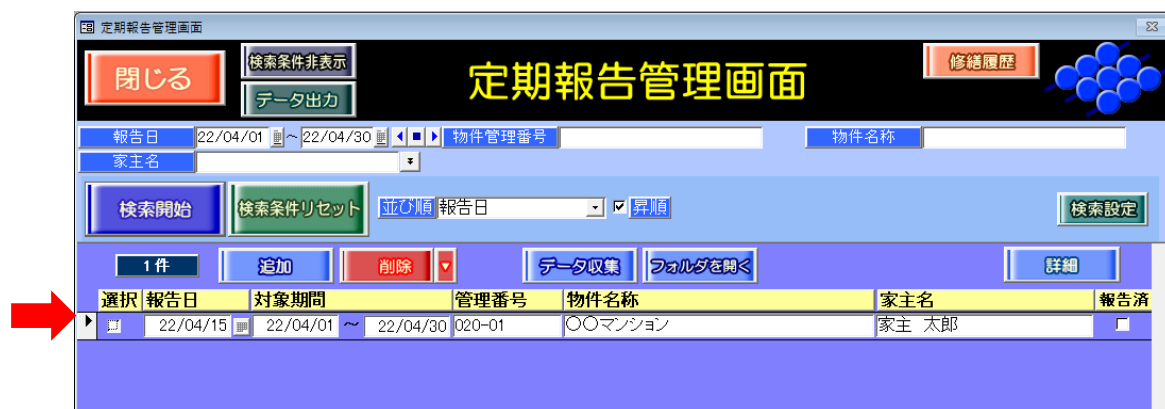 定期報告管理画面
閉じる 検索条件非表示 定期報告管理画面 修繕履歴
データ出力
報告日 22/04/01 ~ 22/04/30 物件管理番号 物件名称
家主名
検索開始 検索条件リセット 並び順 報告日 昇順 検索設定
1件 追加 削除 データ収集 フォルダを開く 詳細
選択 報告日 対象期間 管理番号 物件名称 家主名 報告済
22/04/15 22/04/01 ~ 22/04/30 020-01 〇〇マンション 家主 太郎